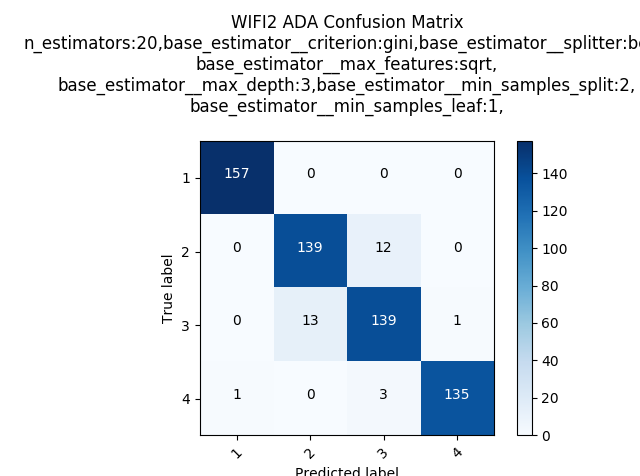 WIFI2 ADA Confusion Matrix
n_estimators:20,base_estimator__criterion:gini,base_estimator__splitter:be
base_estimator__max_features:sqrt,
base_estimator__max_depth:3,base_estimator__min_samples_split:2,
base_estimator__min_samples_leaf:1,
1 157 0 0 0
2 0 139 12 0
3 0 13 139 1
4 1 0 3 135
1 2 3 4
True label
Predicted label
140
120
100
80
60
40
20
0